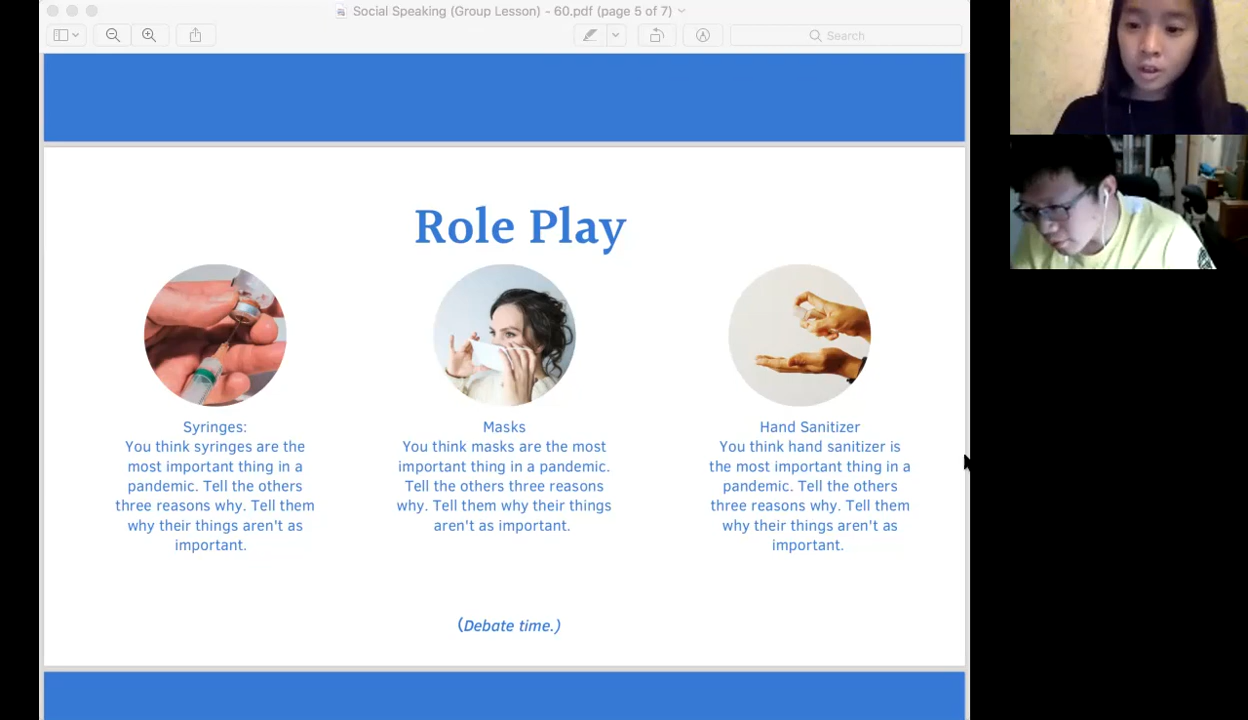 Social Speaking (Group Lesson) - 60.pdf (page 5 of 7)
Search
Role Play
Syringes:
You think syringes are the
most important thing in a
pandemic. Tell the others
three reasons why. Tell them
why their things aren't as
important.
Masks
You think masks are the most
important thing in a pandemic.
Tell the others three reasons
why. Tell them why their things
aren't as important.
Hand Sanitizer
You think hand sanitizer is
the most important thing in a
pandemic. Tell the others
three reasons why. Tell them
why their things aren't as
important.
(Debate time.)